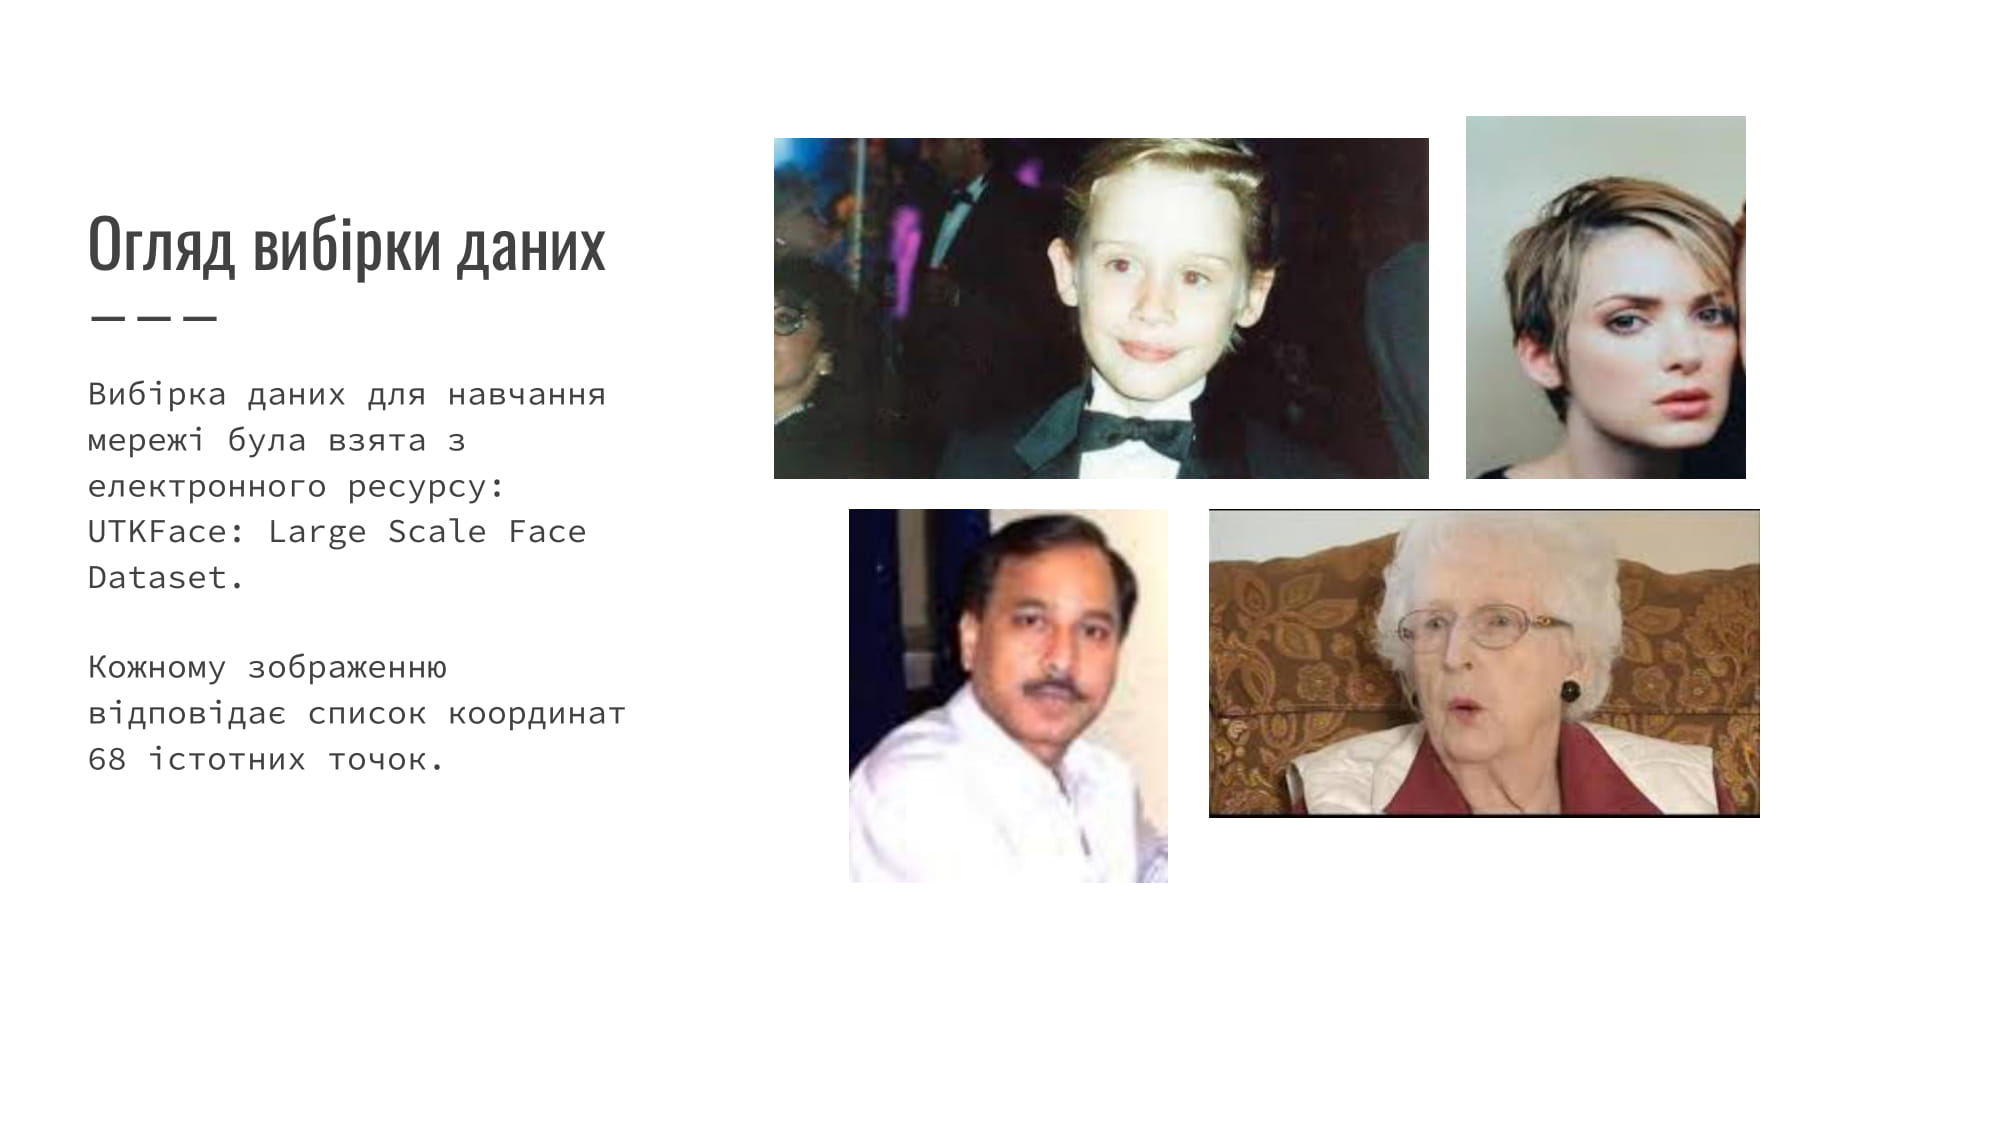 Огляд вибірки даних
———
Вибірка даних для навчання
мережі була взята з
електронного ресурсу:
UTKFace: Large Scale Face
Dataset.
Кожному зображенню
відповідає список координат
68 істотних точок.